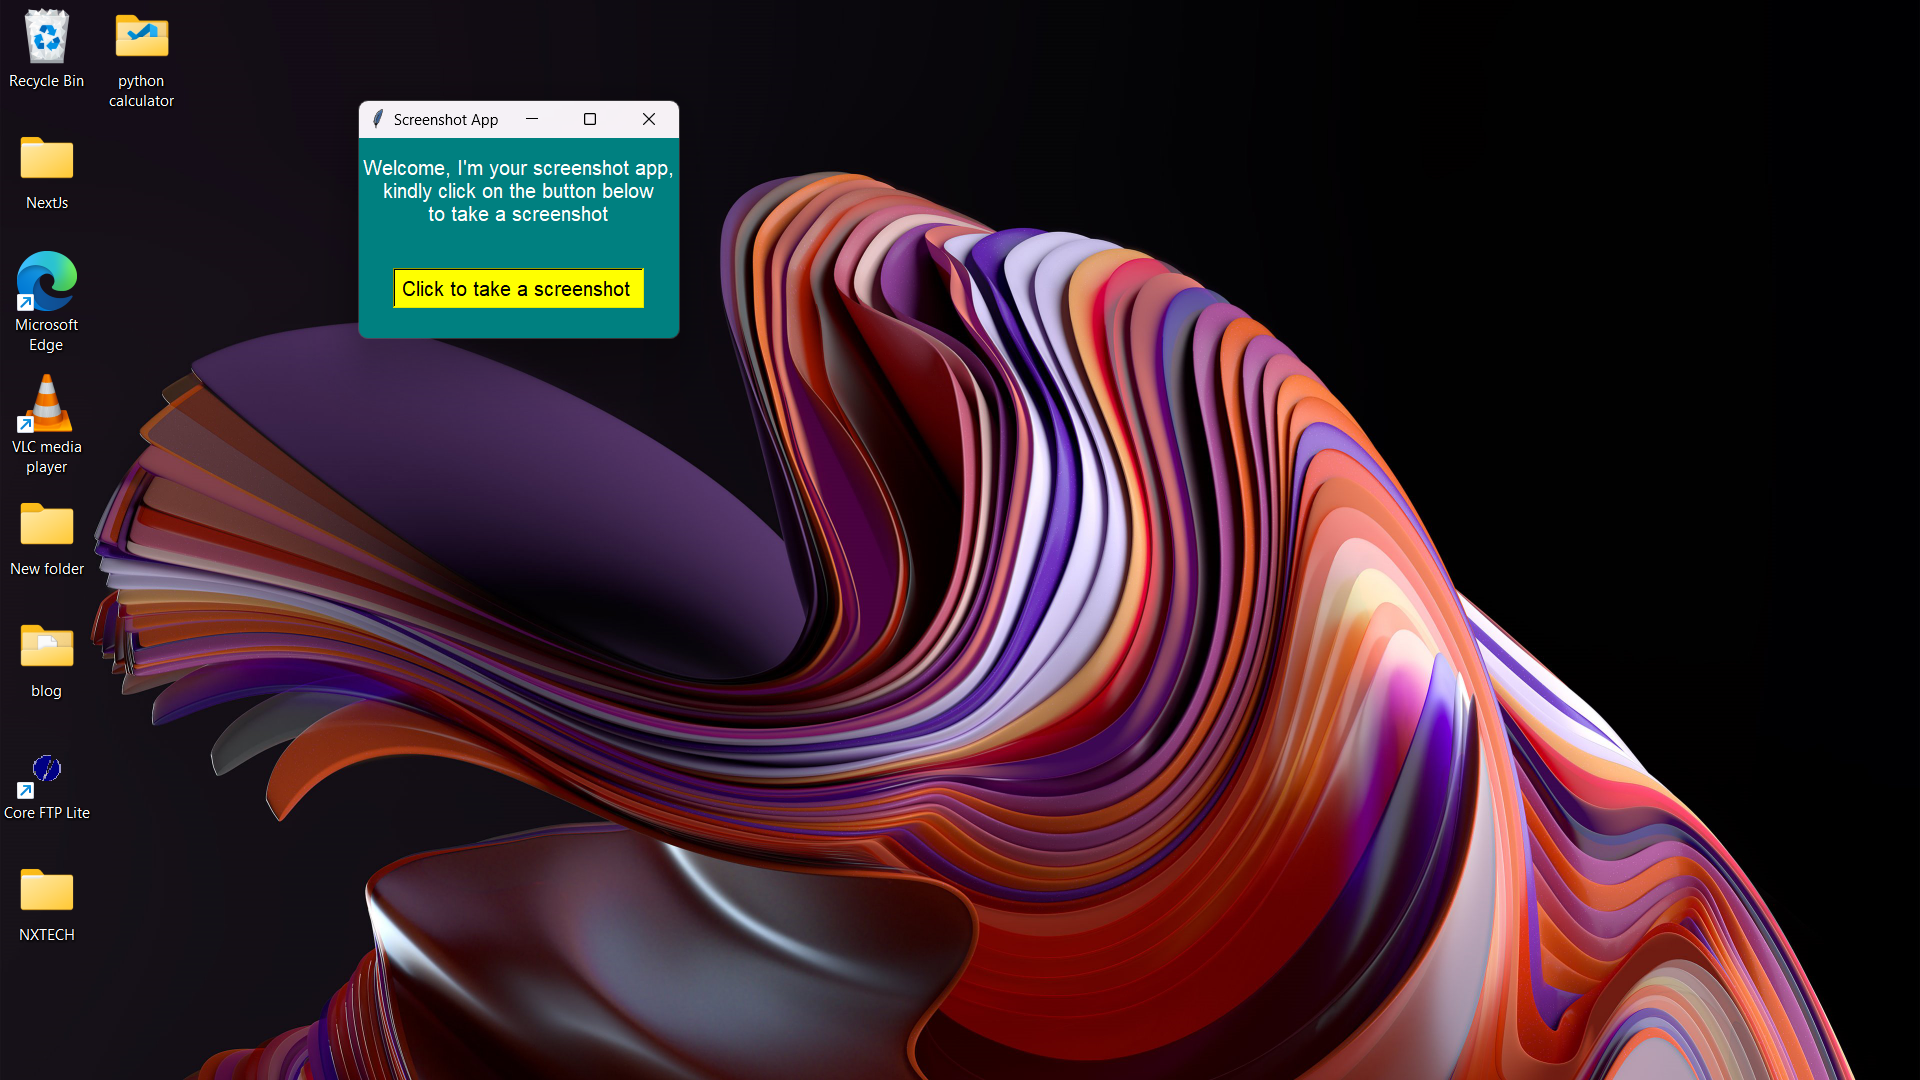 Recycle Bin
python
calculator
NextJs
Microsoft
Edge
VLC media
player
New folder
blog
Core FTP Lite
NXTECH
Screenshot App
Welcome, I'm your screenshot app,
kindly click on the button below
to take a screenshot
Click to take a screenshot